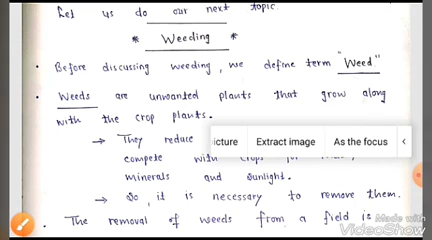 Let us do our next topic.
* Weeding *
• Before discussing weeding, we define term "Weed"
• Weeds are unwanted plants that grow along
with the crop plants.
→ They reduce
icture Extract image As the focus <
compete with crops for
minerals and sunlight.
→ So, it is necessary to remove them.
• The removal of weeds from a field is
Made with
VideoShow